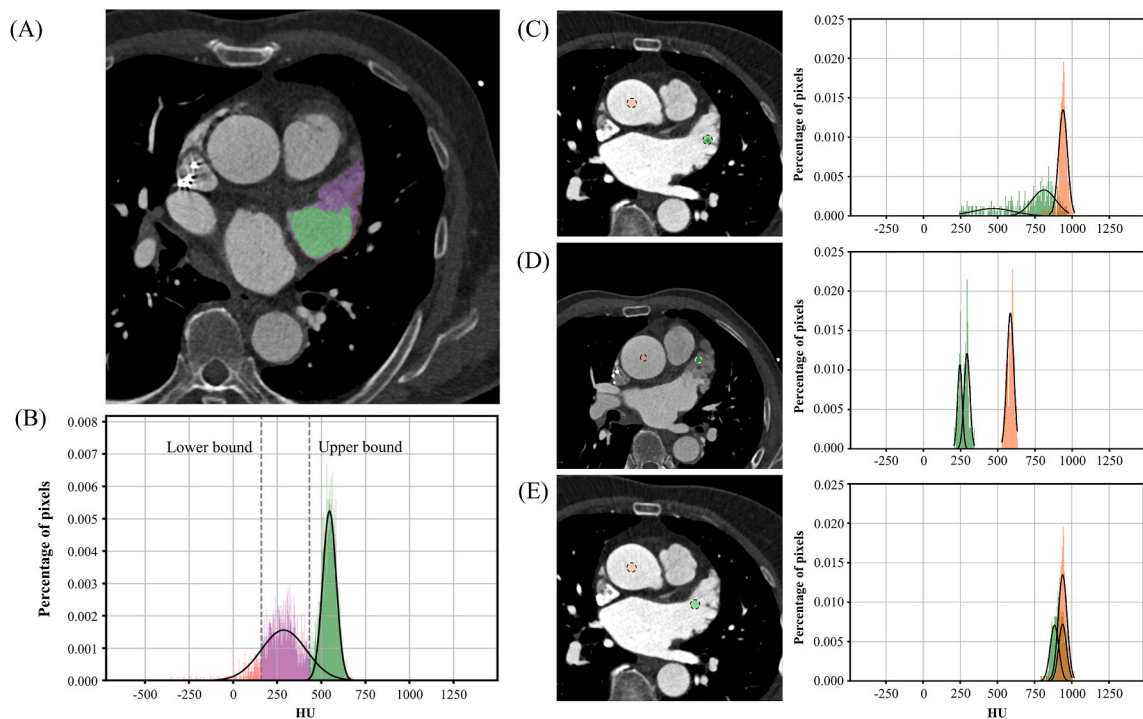 (A)
(B)
Percentage of pixels
0.008
0.007
0.006
0.005
0.004
0.003
0.002
0.001
0.000
Lower bound
Upper bound
-500 -250 0 250 500 750 1000 1250
HU
(C)
Percentage of pixels
0.025
0.020
0.015
0.010
0.005
0.000
-250 0 250 500 750 1000 1250
(D)
Percentage of pixels
0.025
0.020
0.015
0.010
0.005
0.000
-250 0 250 500 750 1000 1250
(E)
Percentage of pixels
0.025
0.020
0.015
0.010
0.005
0.000
-250 0 250 500 750 1000 1250
HU